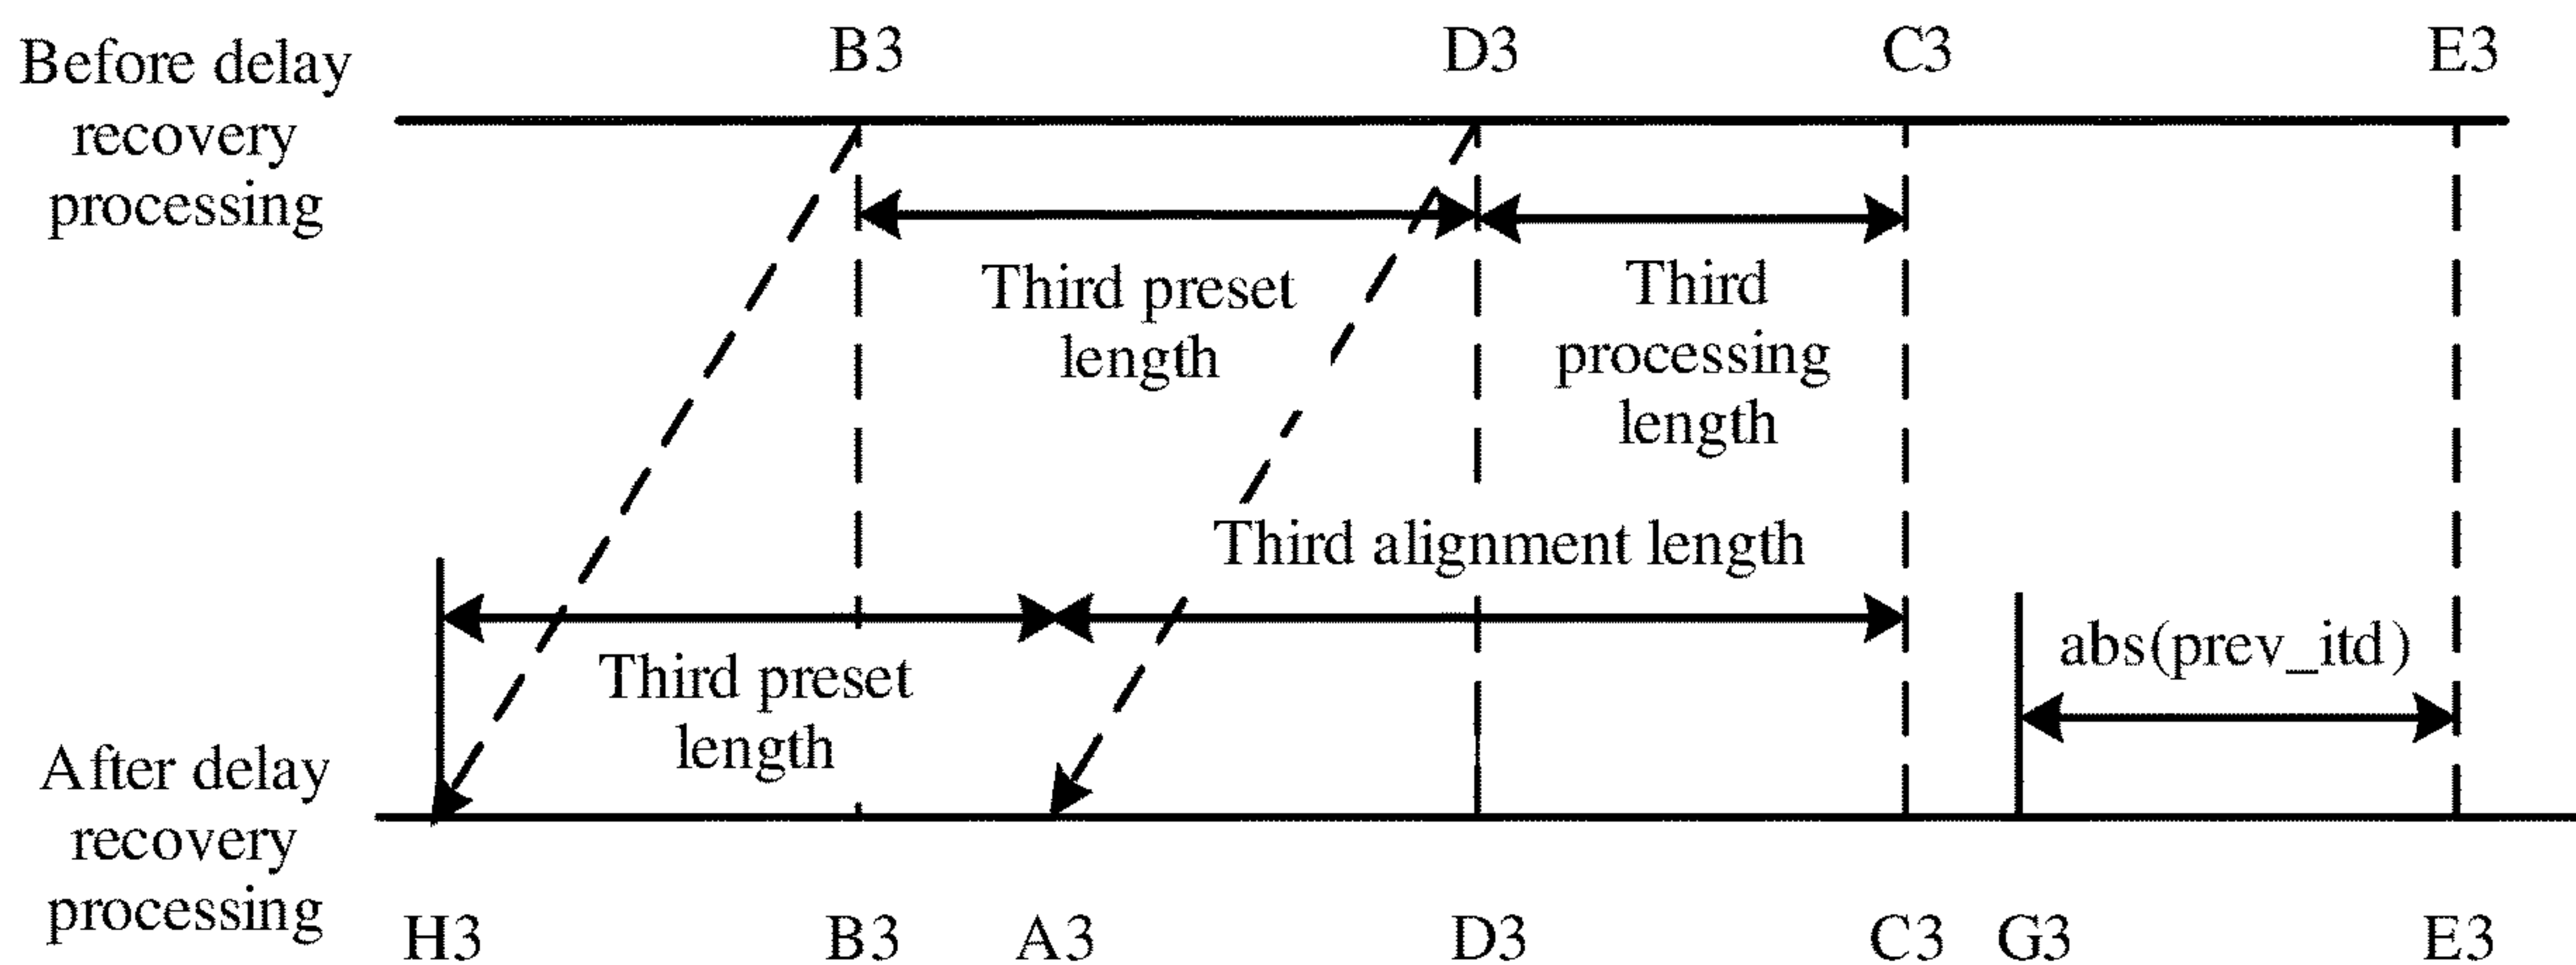 Before delay
recovery
processing
B3
D3
C3
E3
Third preset
length
Third
processing
length
Third alignment length
Third preset
length
abs(prev_itd)
After delay
recovery
processing
H3
B3
A3
D3
C3
G3
E3